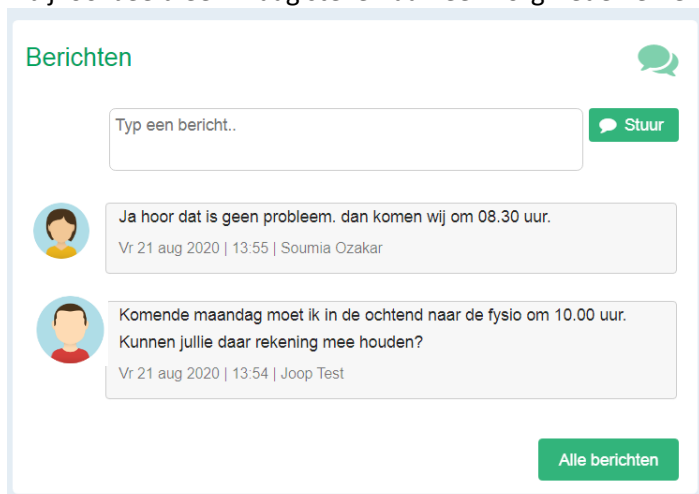 Berichten
Typ een bericht..
Stuur
Ja hoor dat is geen probleem. dan komen wij om 08.30 uur.
Vr 21 aug 2020 | 13:55 | Soumia Ozakar
Komende maandag moet ik in de ochtend naar de fysio om 10.00 uur.
Kunnen jullie daar rekening mee houden?
Vr 21 aug 2020 | 13:54 | Joop Test
Alle berichten